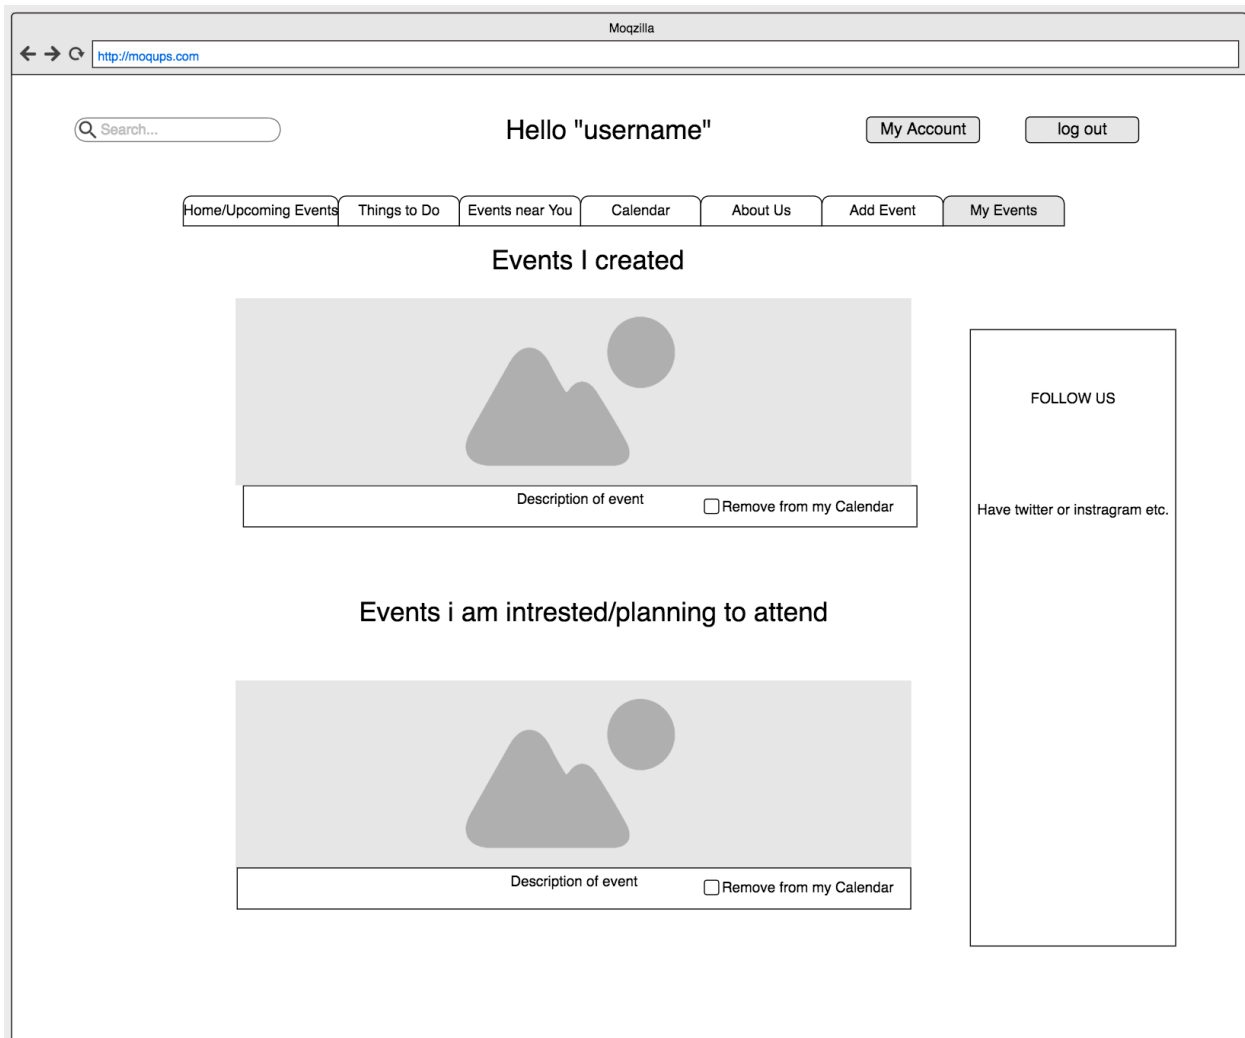 Moqzilla
http://moqups.com
Search...
Hello "username"
My Account
log out
Home/Upcoming Events
Things to Do
Events near You
Calendar
About Us
Add Event
My Events
Events I created
Description of event
Remove from my Calendar
FOLLOW US
Have twitter or instragram etc.
Events i am intrested/planning to attend
Description of event
Remove from my Calendar